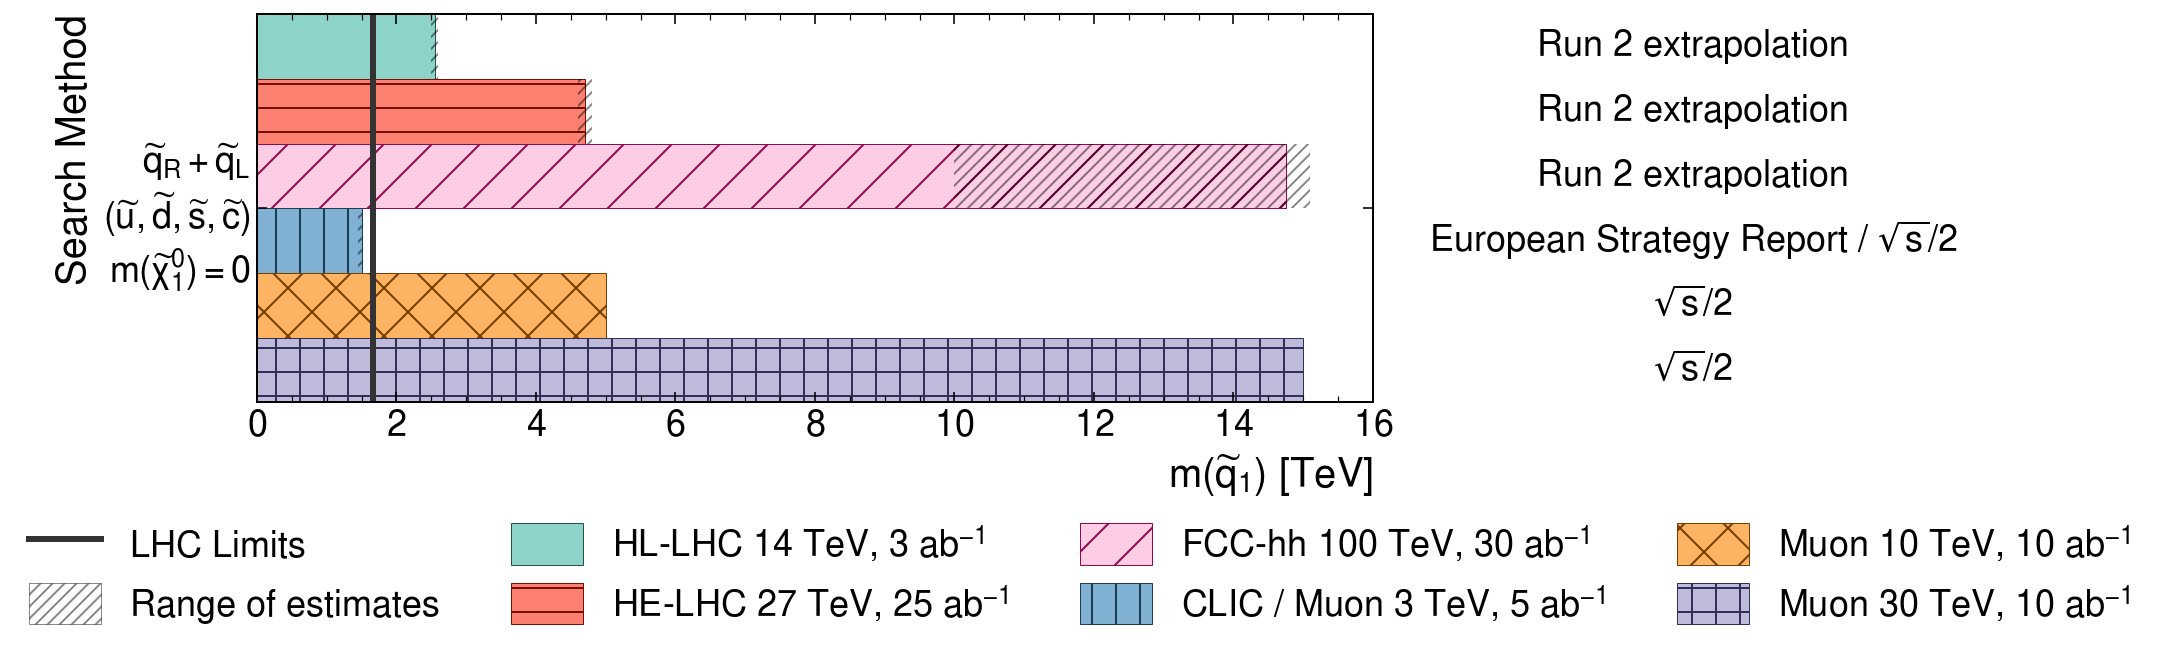 Search Method
q̃R + q̃L
(ũ, d̃, s̃, c̃)
m(χ̃⁰₁) = 0
Run 2 extrapolation
Run 2 extrapolation
Run 2 extrapolation
European Strategy Report / √s/2
√s/2
√s/2
0 2 4 6 8 10 12 14 16
m(q̃₁) [TeV]
LHC Limits
Range of estimates
HL-LHC 14 TeV, 3 ab⁻¹
HE-LHC 27 TeV, 25 ab⁻¹
FCC-hh 100 TeV, 30 ab⁻¹
CLIC / Muon 3 TeV, 5 ab⁻¹
Muon 10 TeV, 10 ab⁻¹
Muon 30 TeV, 10 ab⁻¹